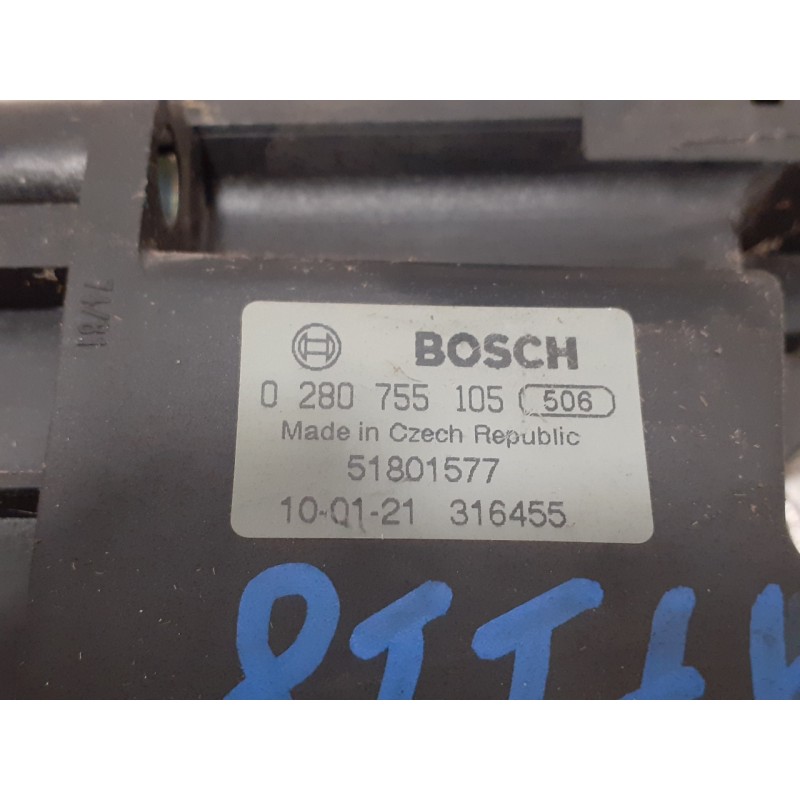 BOSCH
0 280 755 105 506
Made in Czech Republic
51801577
10-01-21 316455